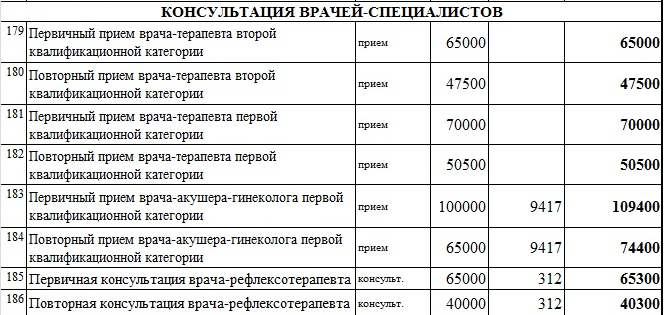 КОНСУЛЬТАЦИЯ ВРАЧЕЙ-СПЕЦИАЛИСТОВ
179 Первичный прием врача-терапевта второй
квалификационной категории прием 65000 65000
180 Повторный прием врача-терапевта второй
квалификационной категории прием 47500 47500
181 Первичный прием врача-терапевта первой
квалификационной категории прием 70000 70000
182 Повторный прием врача-терапевта первой
квалификационной категории прием 50500 50500
183 Первичный прием врача-акушера-гинеколога первой
квалификационной категории прием 100000 9417 109400
184 Повторный прием врача-акушера-гинеколога первой
квалификационной категории прием 65000 9417 74400
185 Первичная консультация врача-рефлексотерапевта консульт. 65000 312 65300
186 Повторная консультация врача-рефлексотерапевта консульт. 40000 312 40300